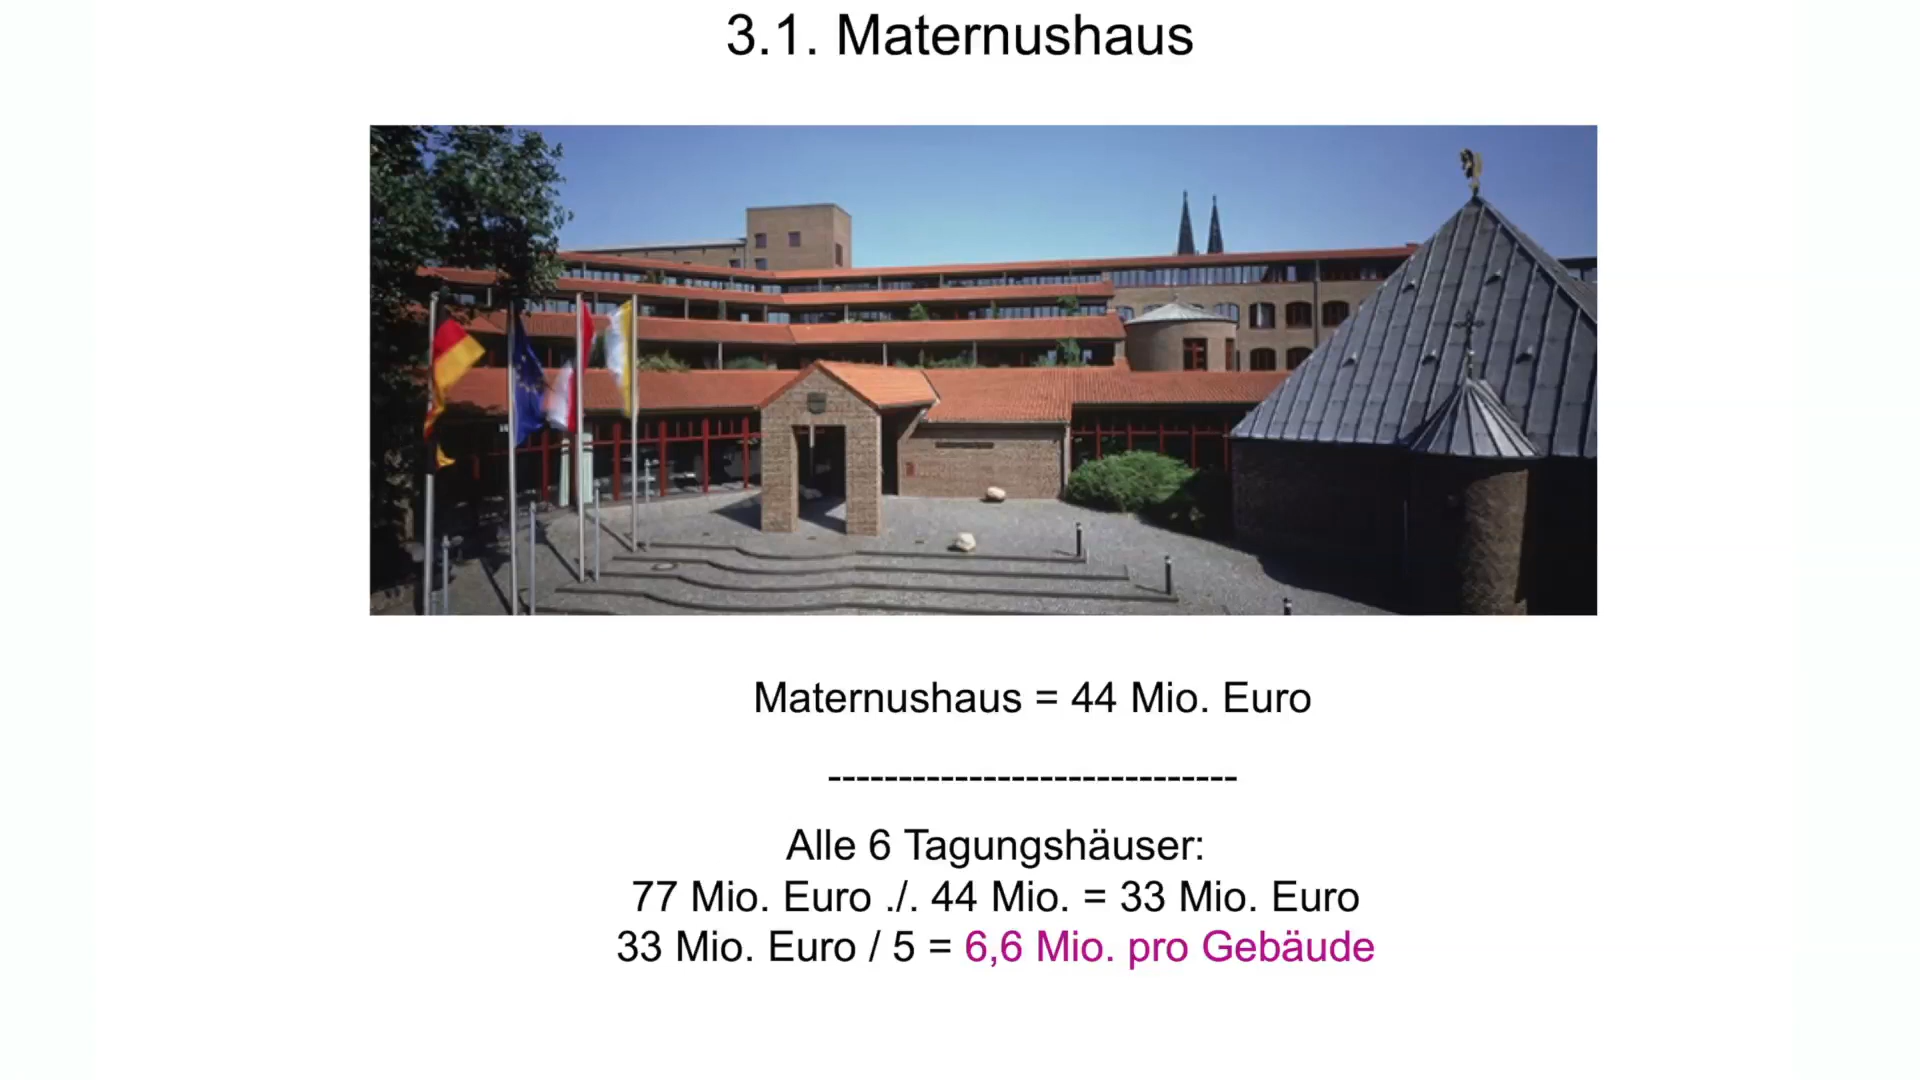 3.1. Maternushaus
Maternushaus = 44 Mio. Euro
-----------------------------
Alle 6 Tagungshäuser:
77 Mio. Euro ./. 44 Mio. = 33 Mio. Euro
33 Mio. Euro / 5 = 6,6 Mio. pro Gebäude